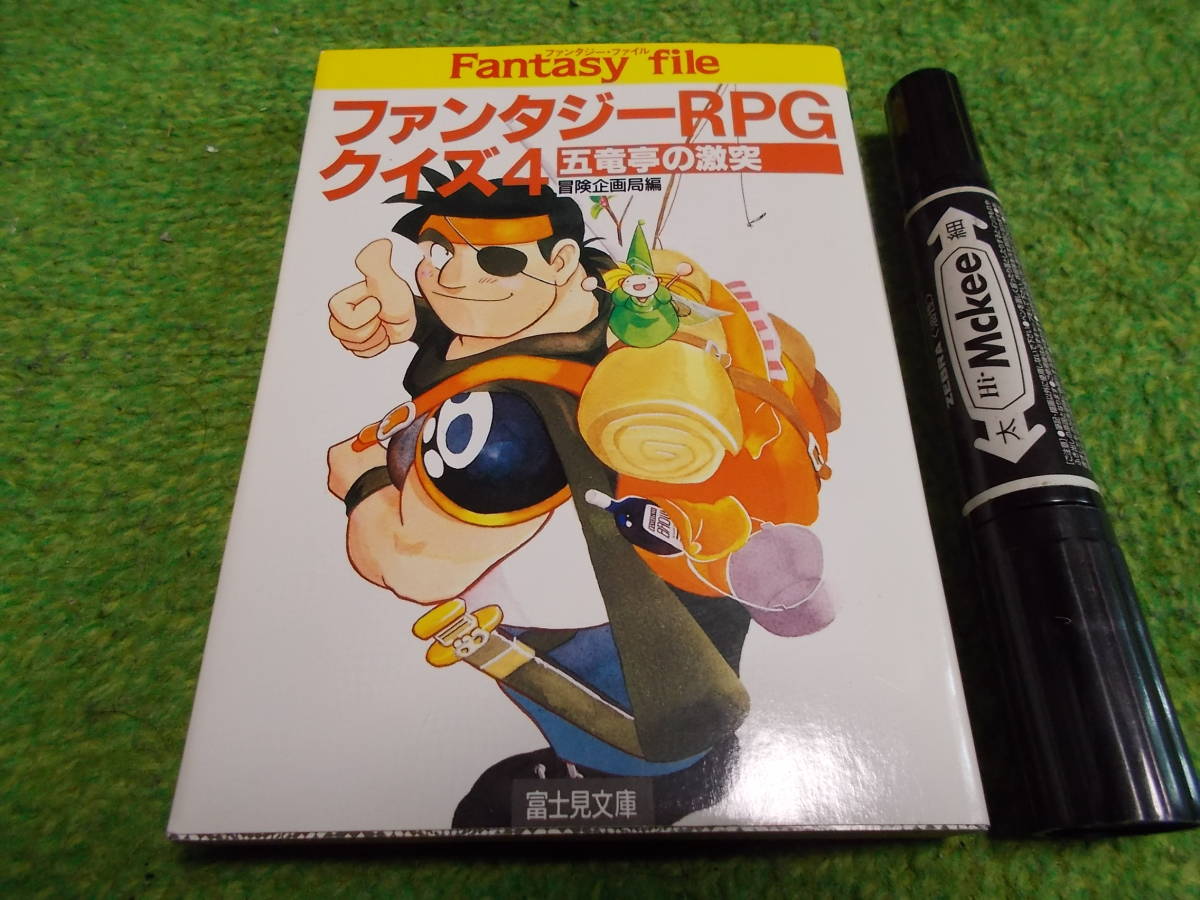 ファンタジー・ファイル
Fantasy file
ファンタジーRPG
クイズ4
五竜亭の激突
冒険企画局編
富士見文庫
細
Hi-Mckee
太
ZEBRA